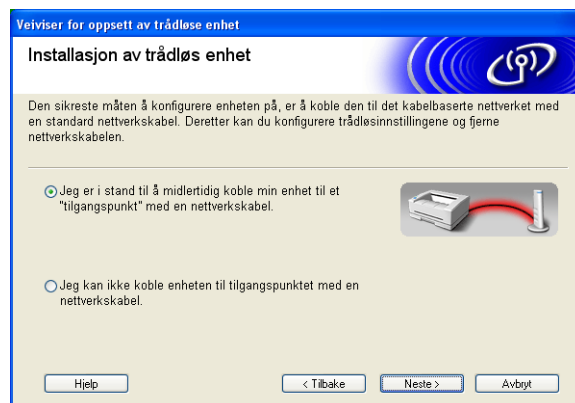 Veiviser for oppsett av trådløse enhet
Installasjon av trådløs enhet
Den sikreste måten å konfigurere enheten på, er å koble den til det kabelbaserte nettverket med
en standard nettverkskabel. Deretter kan du konfigurere trådløsinnstillingene og fjerne
nettverkskabelen.
Jeg er i stand til å midlertidig koble min enhet til et
"tilgangspunkt" med en nettverkskabel.
Jeg kan ikke koble enheten til tilgangspunktet med en
nettverkskabel.
Hjelp
< Tilbake
Neste >
Avbryt